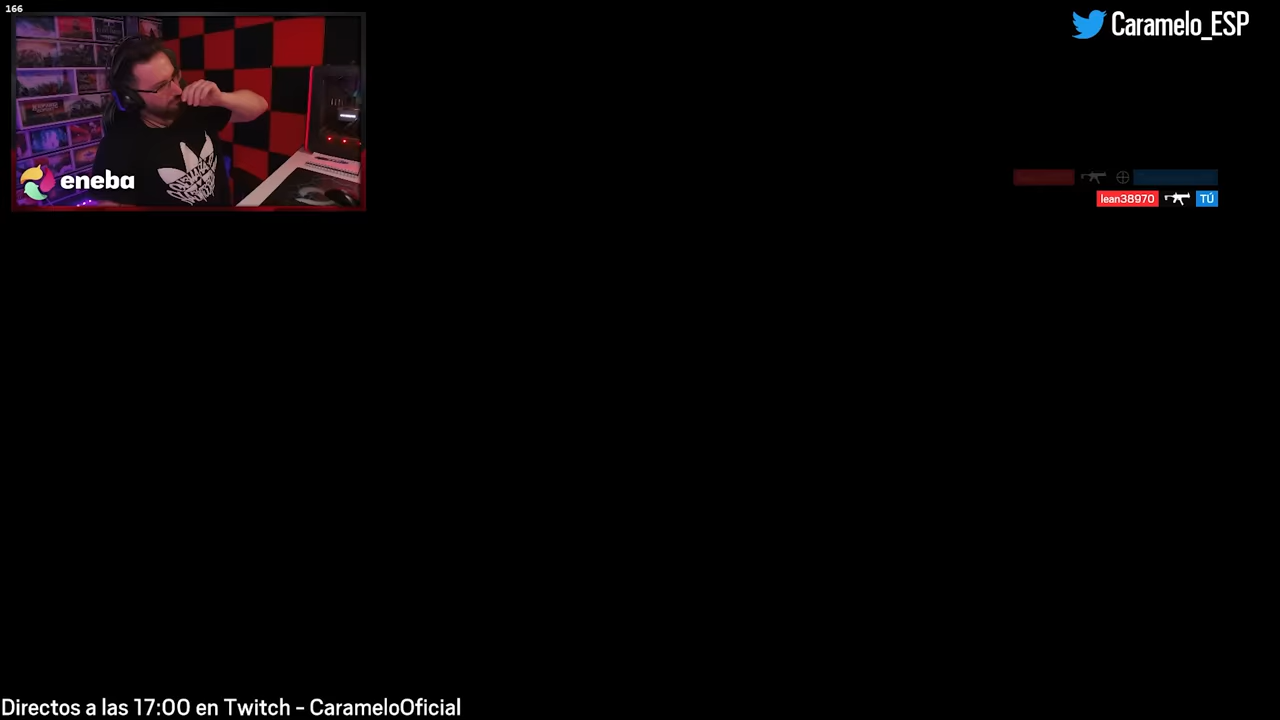 166
Caramelo_ESP
eneba
lean38970 TÚ
Directos a las 17:00 en Twitch - CarameloOficial